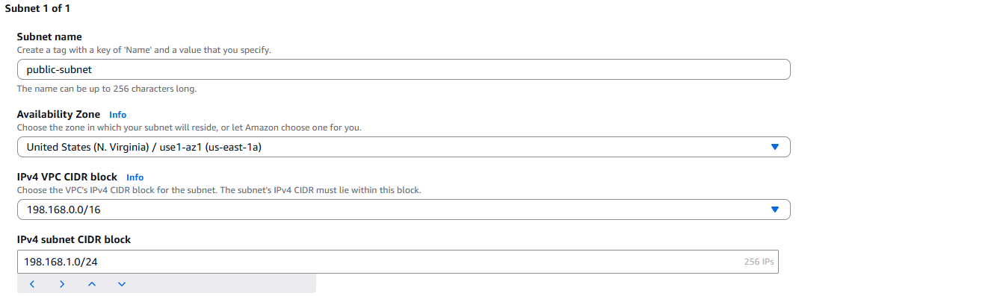 Subnet 1 of 1
Subnet name
Create a tag with a key of 'Name' and a value that you specify.
public-subnet
The name can be up to 256 characters long.
Availability Zone Info
Choose the zone in which your subnet will reside, or let Amazon choose one for you.
United States (N. Virginia) / use1-az1 (us-east-1a)
IPv4 VPC CIDR block Info
Choose the VPC's IPv4 CIDR block for the subnet. The subnet's IPv4 CIDR must lie within this block.
198.168.0.0/16
IPv4 subnet CIDR block
198.168.1.0/24 256 IPs